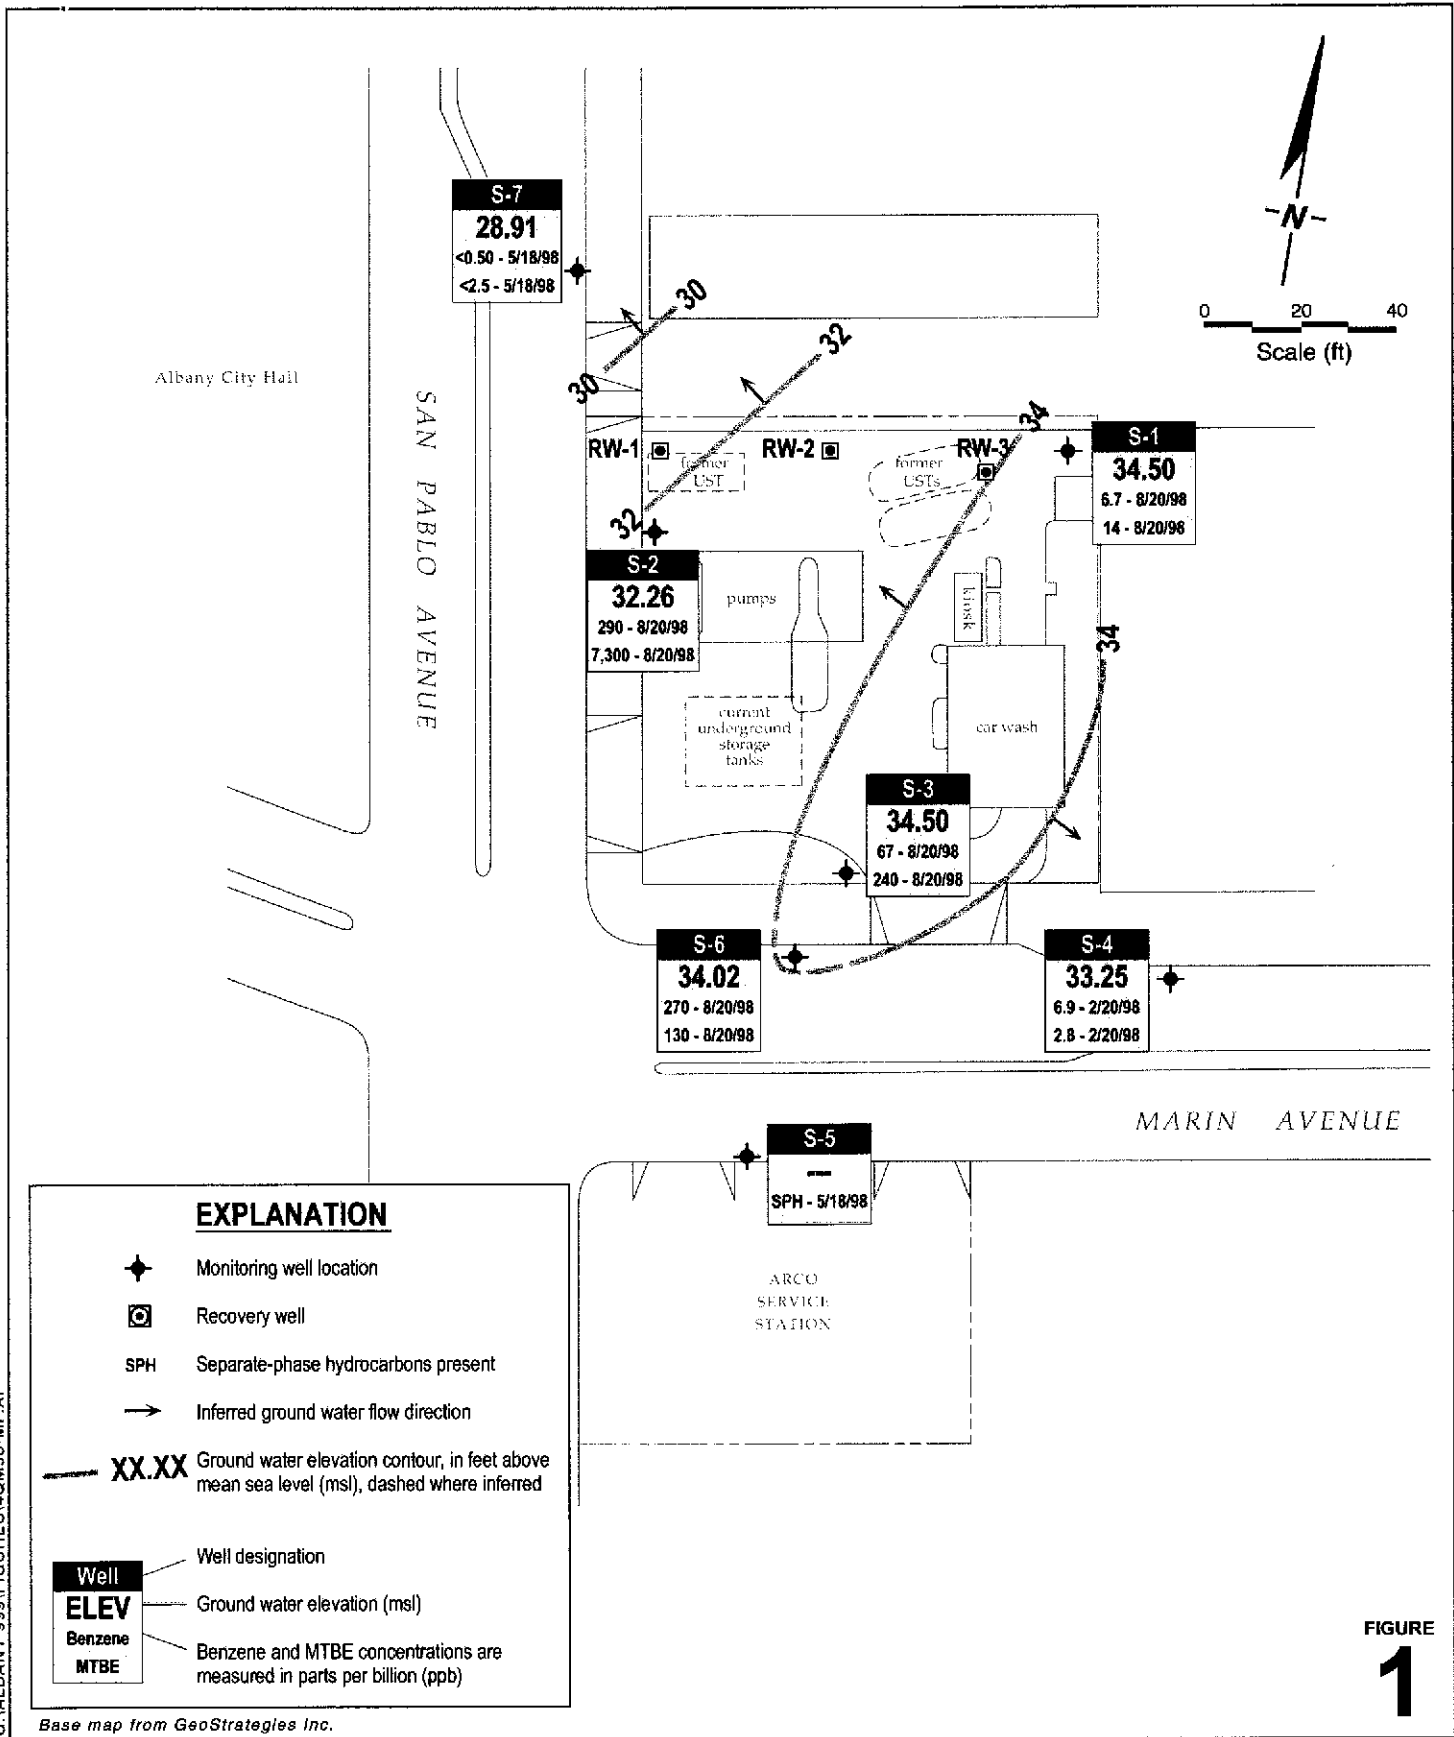 S-7
28.91
<0.50 - 5/18/98
<2.5 - 5/18/98
N
0 20 40
Scale (ft)
30
30
32
32
34
34
Albany City Hall
SAN PABLO AVENUE
RW-1
RW-2
RW-3
former
UST
former
USTs
S-1
34.50
6.7 - 8/20/98
14 - 8/20/98
S-2
32.26
290 - 8/20/98
7,300 - 8/20/98
pumps
kiosk
current
underground
storage
tanks
car wash
S-3
34.50
67 - 8/20/98
240 - 8/20/98
S-6
34.02
270 - 8/20/98
130 - 8/20/98
S-4
33.25
6.9 - 2/20/98
2.8 - 2/20/98
MARIN AVENUE
S-5
—
SPH - 5/18/98
ARCO
SERVICE
STATION
EXPLANATION
Monitoring well location
Recovery well
SPH Separate-phase hydrocarbons present
Inferred ground water flow direction
XX.XX Ground water elevation contour, in feet above
mean sea level (msl), dashed where inferred
Well
ELEV
Benzene
MTBE
Well designation
Ground water elevation (msl)
Benzene and MTBE concentrations are
measured in parts per billion (ppb)
Base map from GeoStrategies Inc.
FIGURE
1